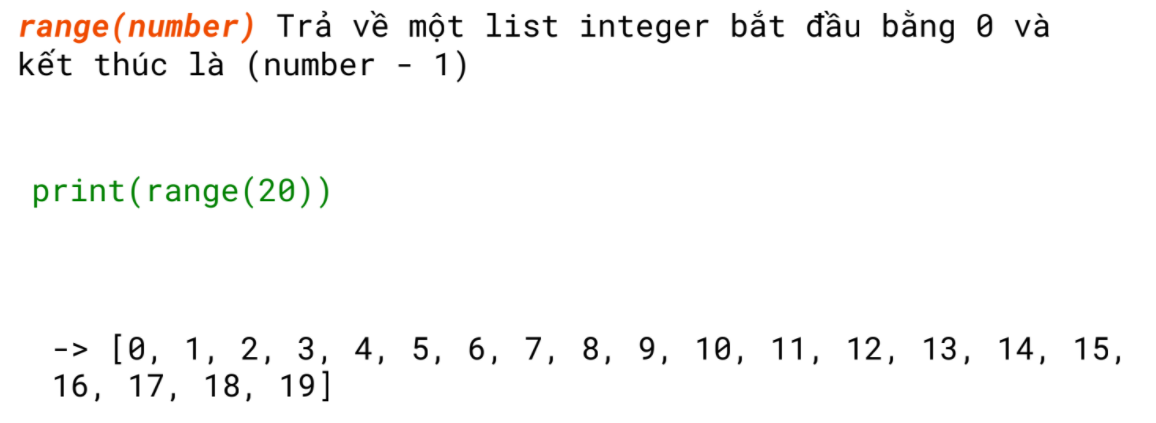 range(number) Trả về một list integer bắt đầu bằng 0 và
kết thúc là (number - 1)
print(range(20))
-> [0, 1, 2, 3, 4, 5, 6, 7, 8, 9, 10, 11, 12, 13, 14, 15,
16, 17, 18, 19]